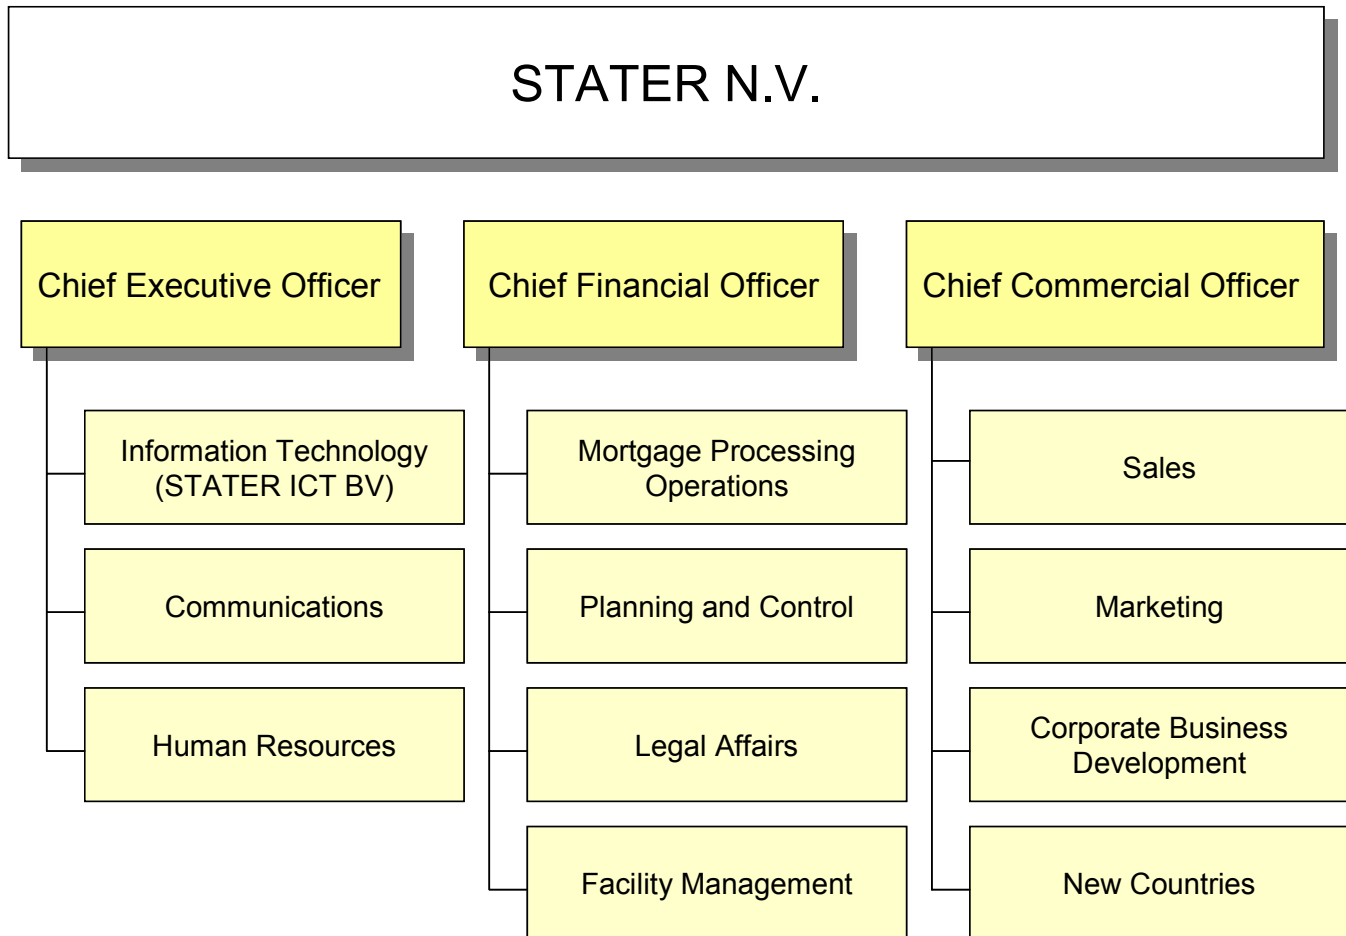 STATER N.V.
Chief Executive Officer
Information Technology
(STATER ICT BV)
Communications
Human Resources
Chief Financial Officer
Mortgage Processing
Operations
Planning and Control
Legal Affairs
Facility Management
Chief Commercial Officer
Sales
Marketing
Corporate Business
Development
New Countries